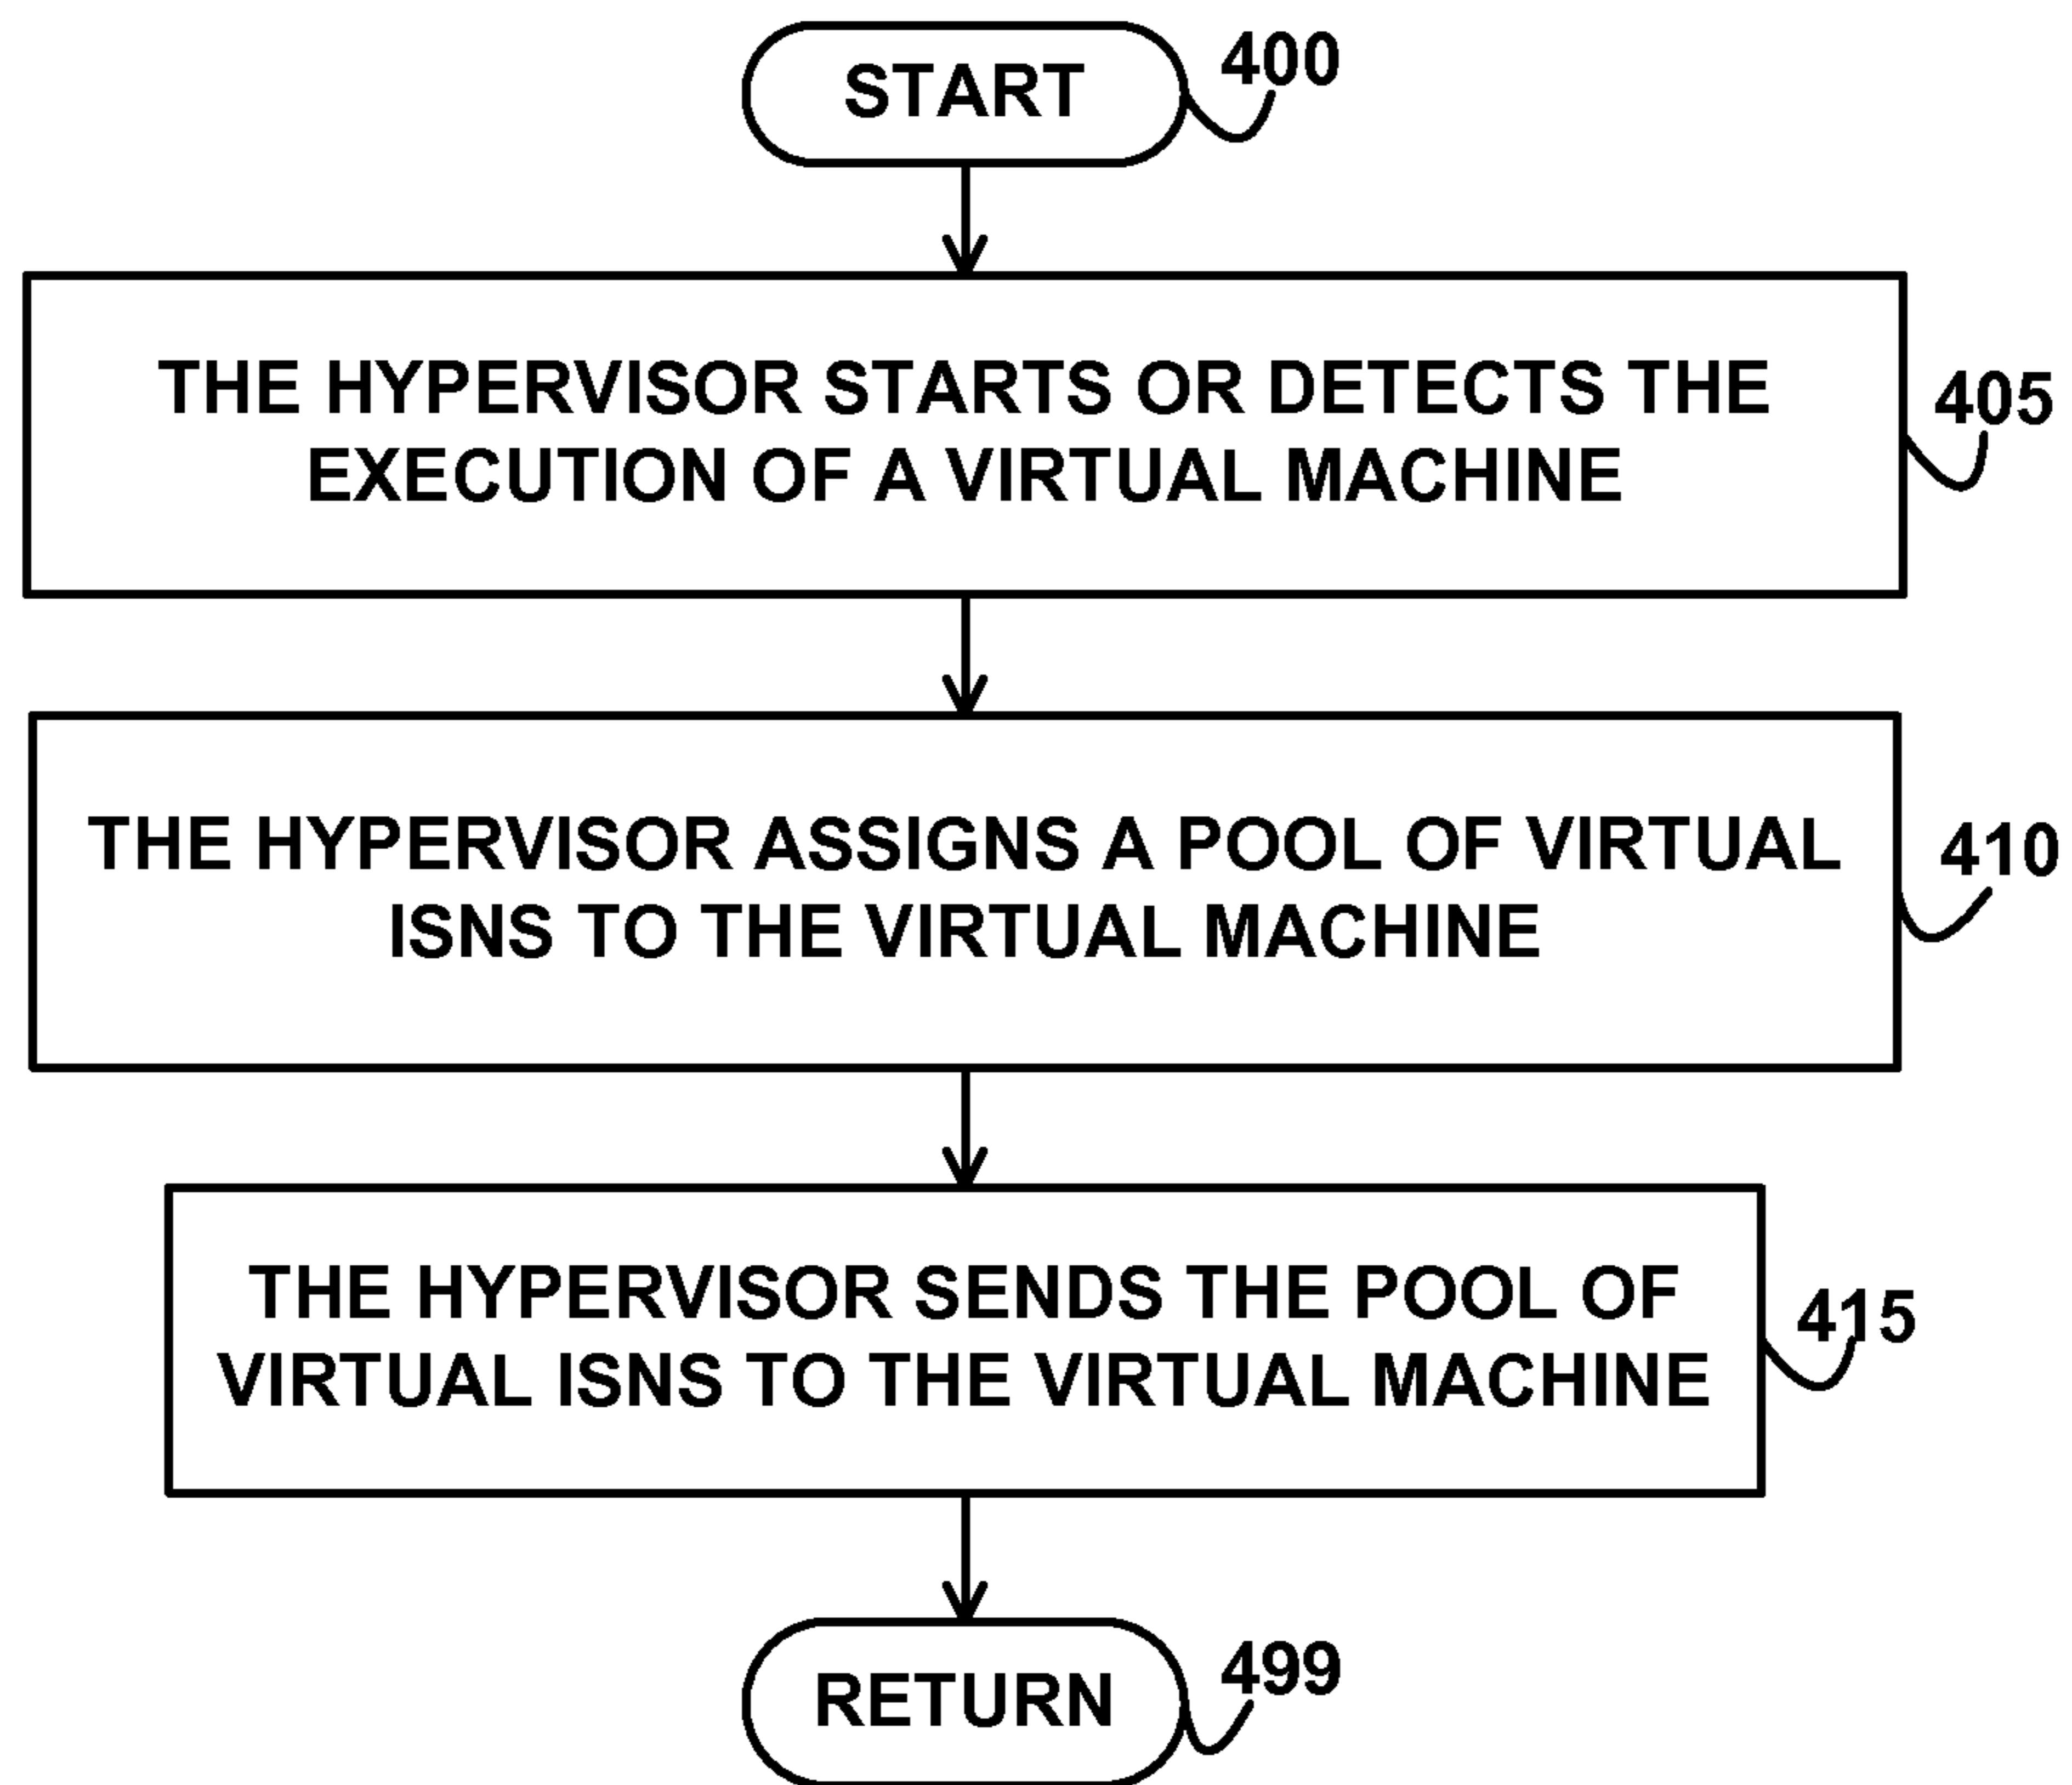 START
400
THE HYPERVISOR STARTS OR DETECTS THE
EXECUTION OF A VIRTUAL MACHINE
405
THE HYPERVISOR ASSIGNS A POOL OF VIRTUAL
ISNS TO THE VIRTUAL MACHINE
410
THE HYPERVISOR SENDS THE POOL OF
VIRTUAL ISNS TO THE VIRTUAL MACHINE
415
RETURN
499